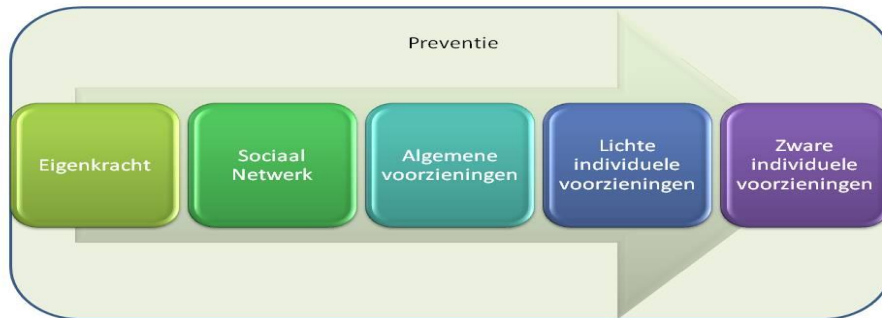 Preventie
Eigenkracht
Sociaal
Netwerk
Algemene
voorzieningen
Lichte
individuele
voorzieningen
Zware
individuele
voorzieningen